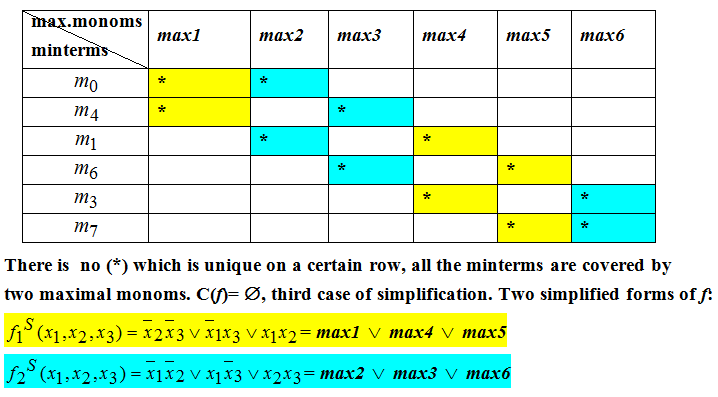 max.monoms max1 max2 max3 max4 max5 max6
minterms
m₀ * *
m₄ * *
m₁ * *
m₆ * *
m₃ * *
m₇ * *
There is no (*) which is unique on a certain row, all the minterms are covered by
two maximal monoms. C(f)= ∅, third case of simplification. Two simplified forms of f:
f₁ˢ(x₁,x₂,x₃) = x̅₂x̅₃ ∨ x̅₁x₃ ∨ x₁x₂ = max1 ∨ max4 ∨ max5
f₂ˢ(x₁,x₂,x₃) = x̅₁x̅₂ ∨ x₁x̅₃ ∨ x₂x₃ = max2 ∨ max3 ∨ max6